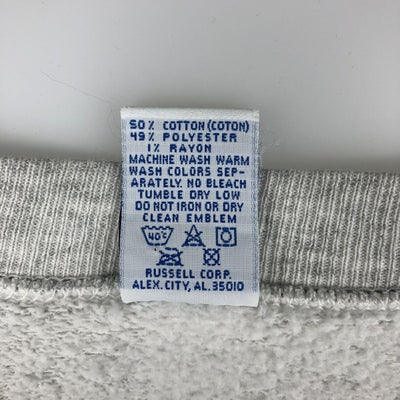 50% COTTON (COTON)
49% POLYESTER
1% RAYON
MACHINE WASH WARM
WASH COLORS SEP-
ARATELY. NO BLEACH
TUMBLE DRY LOW
DO NOT IRON OR DRY
CLEAN EMBLEM
40°C
RUSSELL CORP.
ALEX. CITY, AL. 35010